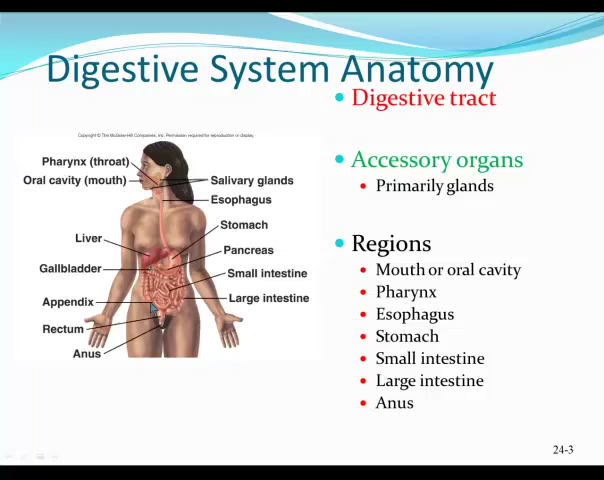 Digestive System Anatomy
Digestive tract
Accessory organs
Primarily glands
Regions
Mouth or oral cavity
Pharynx
Esophagus
Stomach
Small intestine
Large intestine
Anus
Copyright © The McGraw-Hill Companies, Inc. Permission required for reproduction or display.
Pharynx (throat)
Oral cavity (mouth)
Salivary glands
Esophagus
Stomach
Liver
Pancreas
Gallbladder
Small intestine
Large intestine
Appendix
Rectum
Anus
24-3